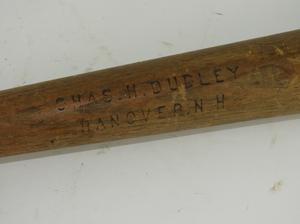 CHAS. H. DUDLEY
HANOVER. N. H